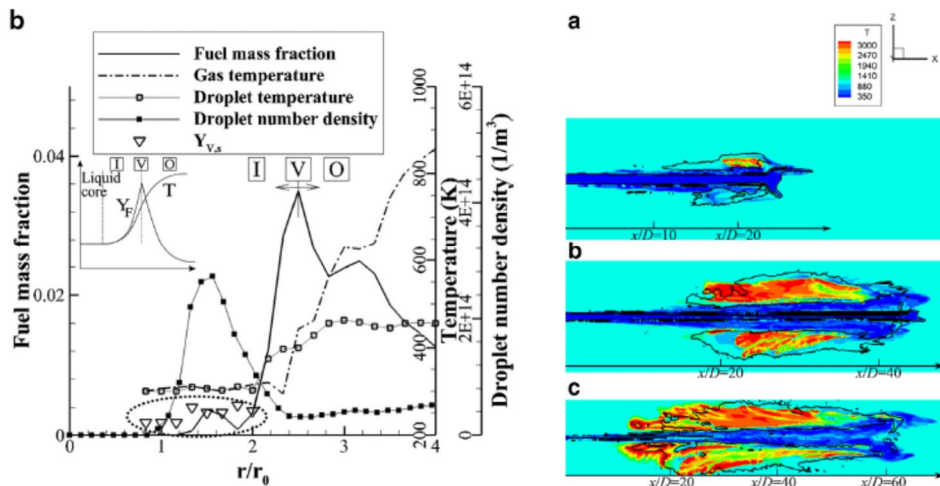 b
Fuel mass fraction
Gas temperature
Droplet temperature
Droplet number density
Y_V,s
I V O
Liquid
core
Y_F
T
I V O
0.04
0.02
0.00
Fuel mass fraction
0 1 2 3 4
r/r_0
1000
800
600
400
200
Temperature (K)
6E+14
4E+14
2E+14
0
Droplet number density (1/m^3)
a
T
3000
2470
1940
1410
880
350
Z
X
x/D=10 x/D=20
b
x/D=20 x/D=40
c
x/D=20 x/D=40 x/D=60